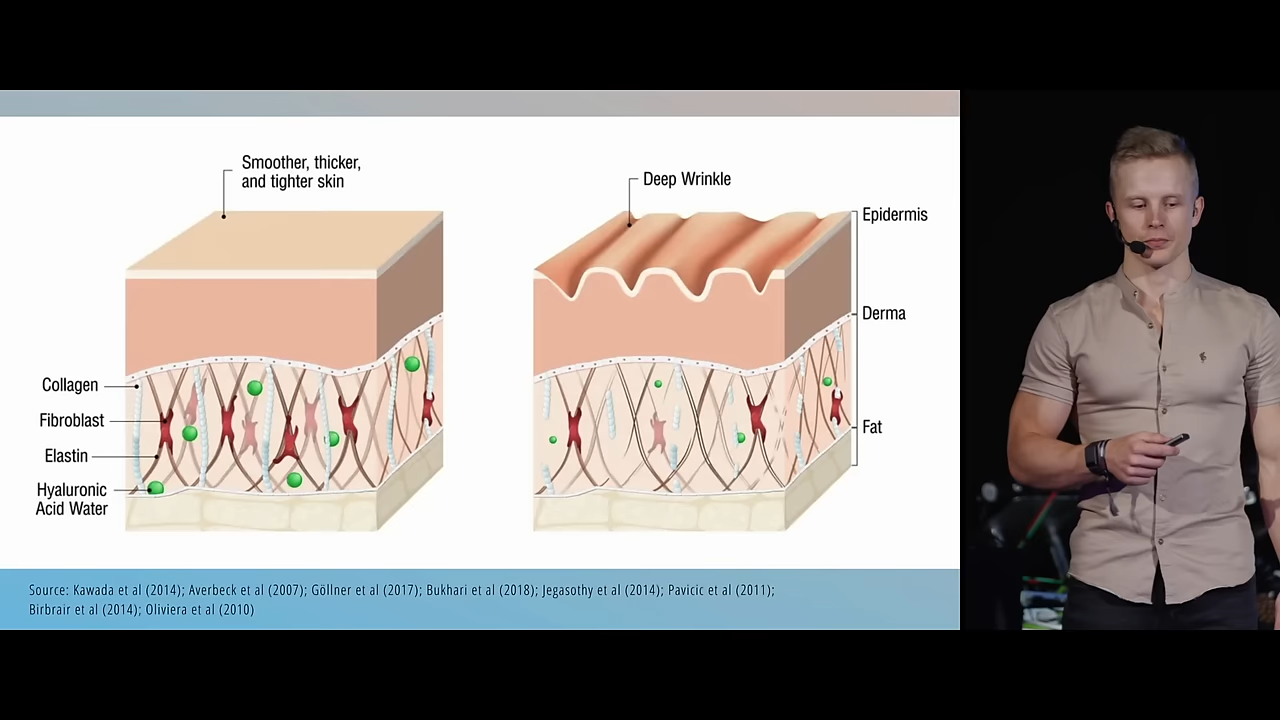 Smoother, thicker,
and tighter skin
Deep Wrinkle
Epidermis
Derma
Collagen
Fibroblast
Fat
Elastin
Hyaluronic
Acid Water
Source: Kawada et al (2014); Averbeck et al (2007); Göllner et al (2017); Bukhari et al (2018); Jegasothy et al (2014); Pavicic et al (2011);
Birbrair et al (2014); Oliviera et al (2010)